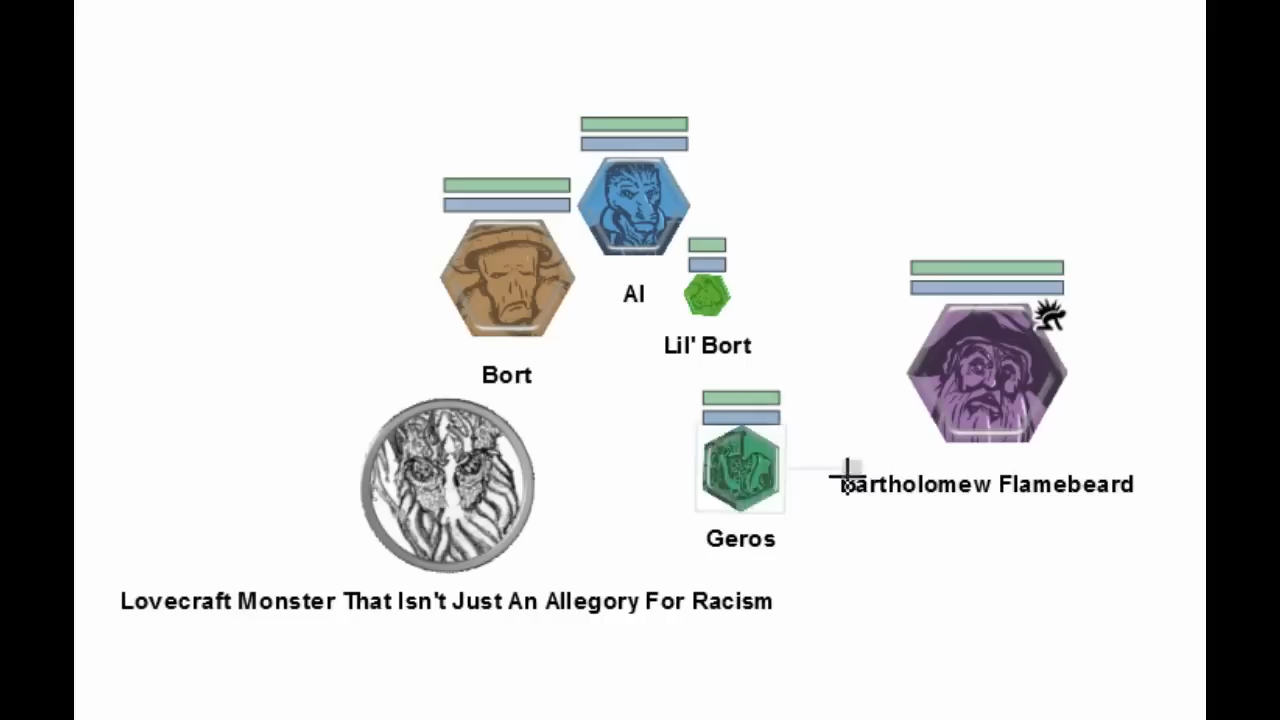 Al
Lil' Bort
Bort
Bartholomew Flamebeard
Geros
Lovecraft Monster That Isn't Just An Allegory For Racism